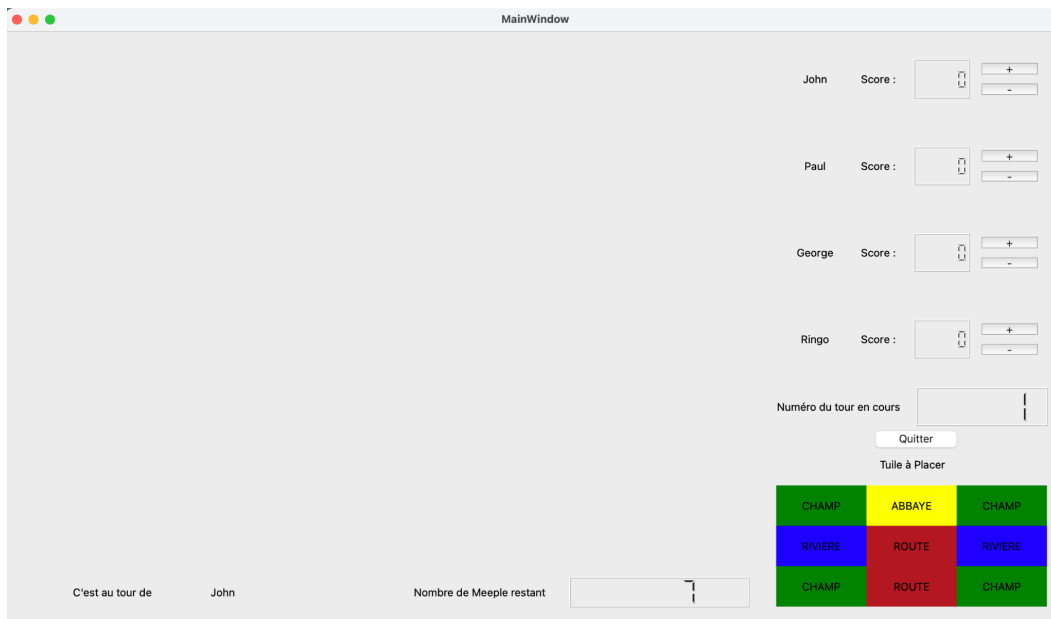 MainWindow
John Score : 0 +
-
Paul Score : 0 +
-
George Score : 0 +
-
Ringo Score : 0 +
-
Numéro du tour en cours 1
Quitter
Tuile à Placer
CHAMP ABBAYE CHAMP
RIVIERE ROUTE RIVIERE
CHAMP ROUTE CHAMP
C'est au tour de John Nombre de Meeple restant 7